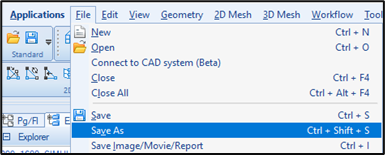 Applications File Edit View Geometry 2D Mesh 3D Mesh Workflow
New Ctrl + N
Open Ctrl + O
Standard
Connect to CAD system (Beta)
Close Ctrl + F4
Close All Ctrl + Alt + F4
Save Ctrl + S
Pg/Fl
Save As Ctrl + Shift + S
Explorer
Save Image/Movie/Report Ctrl + I